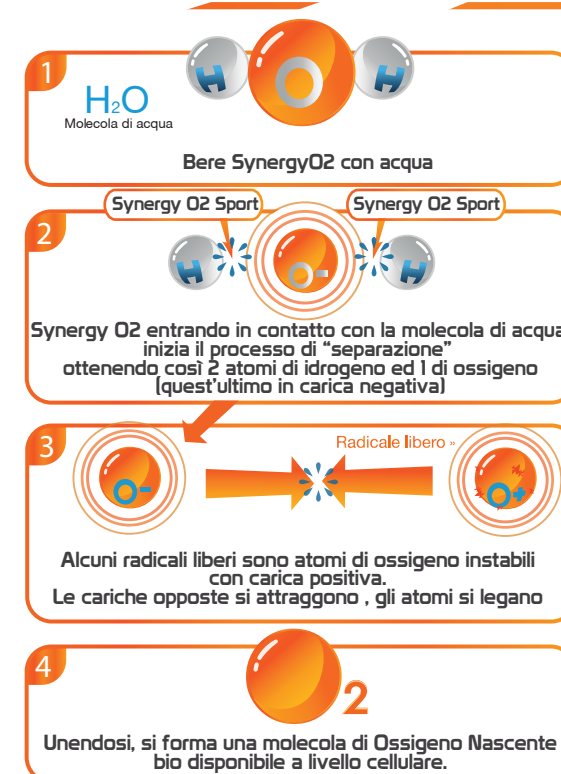 1
H O H
H₂O
Molecola di acqua
Bere SynergyO2 con acqua
Synergy O2 Sport
Synergy O2 Sport
2
H O- H
Synergy O2 entrando in contatto con la molecola di acqua
inizia il processo di “separazione”
ottenendo così 2 atomi di idrogeno ed 1 di ossigeno
(quest’ultimo in carica negativa)
3
Radicale libero »
O- O+
Alcuni radicali liberi sono atomi di ossigeno instabili
con carica positiva.
Le cariche opposte si attraggono , gli atomi si legano
4
2
Unendosi, si forma una molecola di Ossigeno Nascente
bio disponibile a livello cellulare.